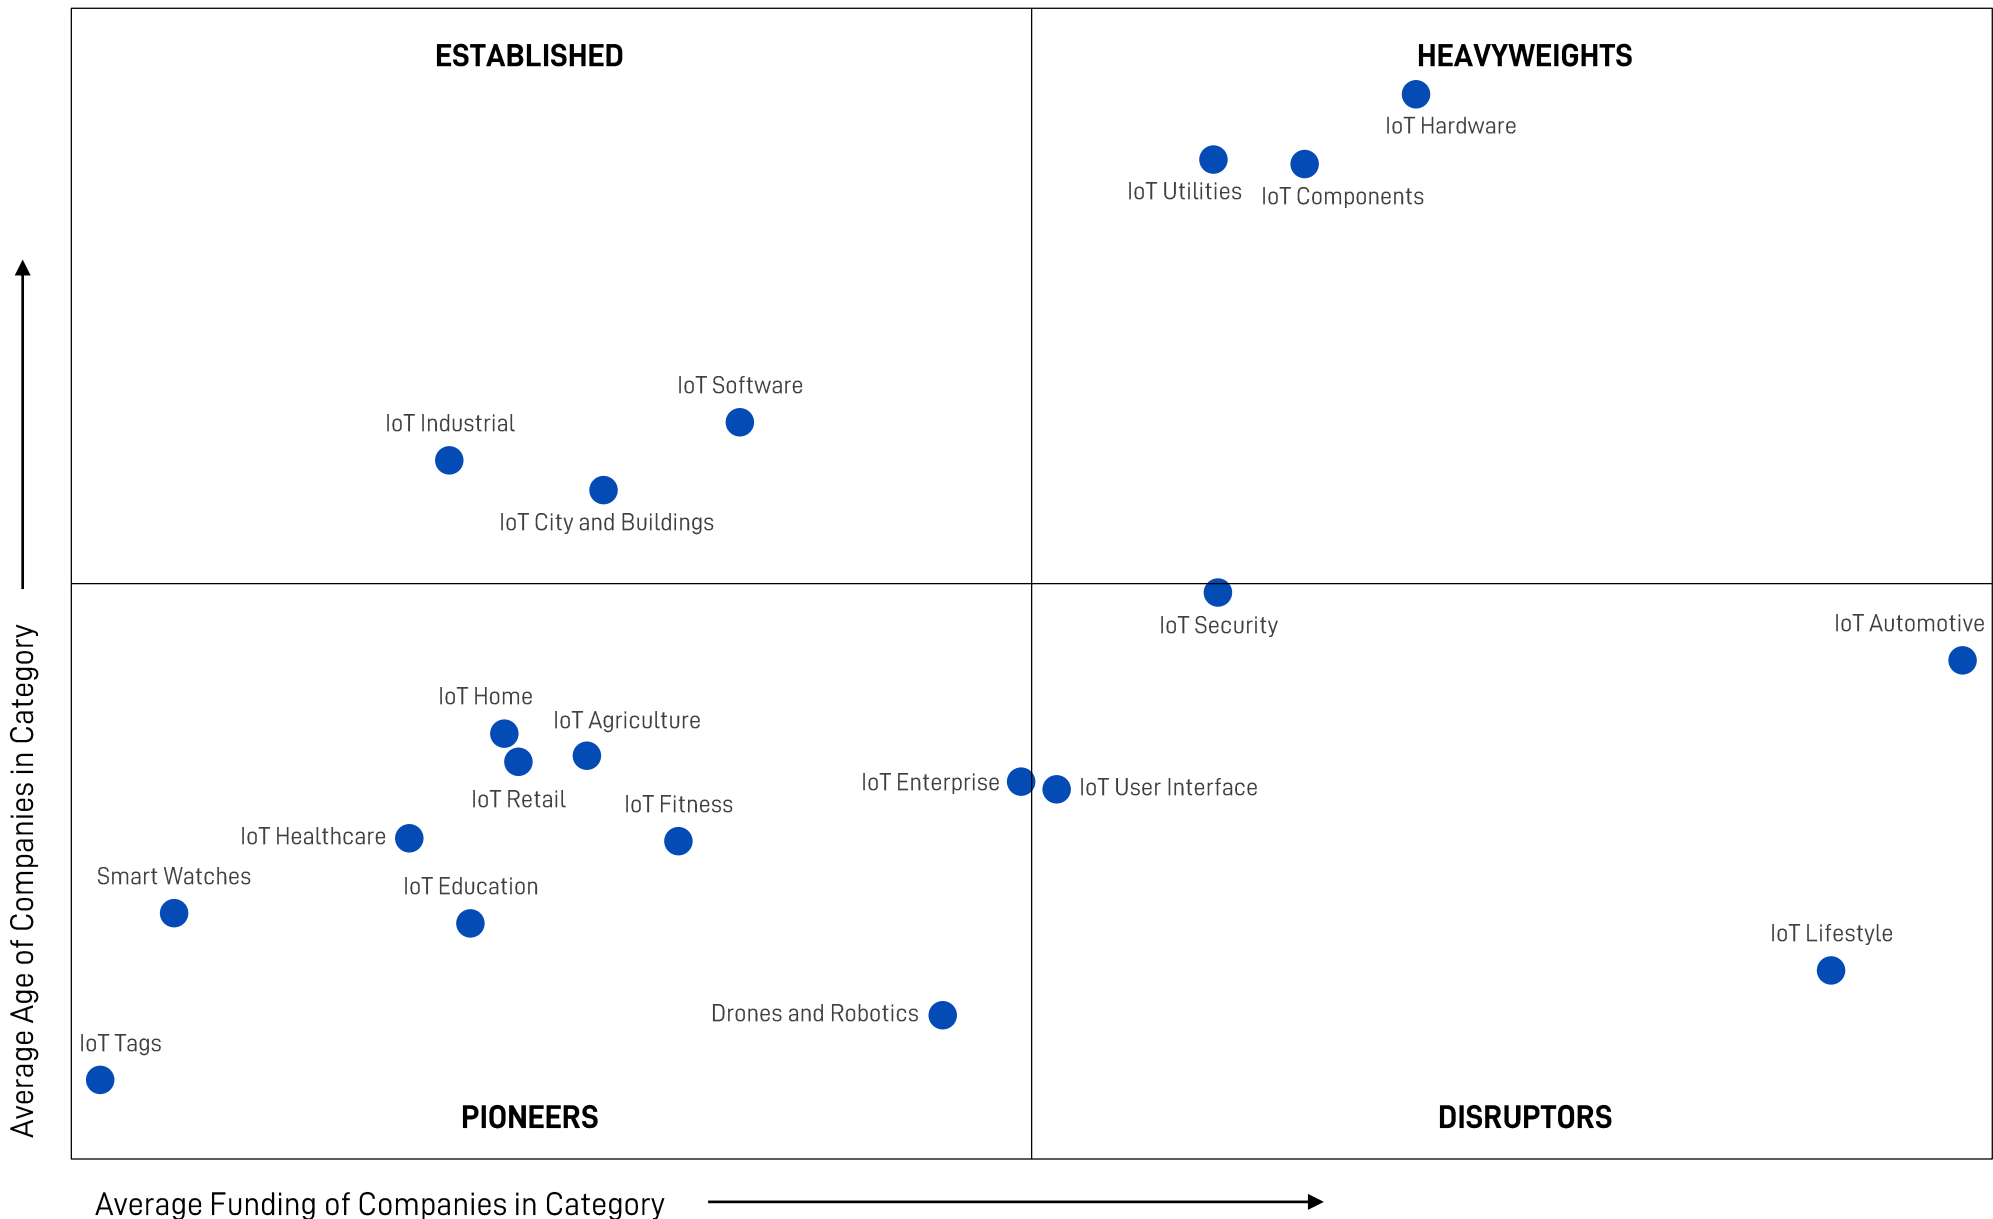 ESTABLISHED
HEAVYWEIGHTS
IoT Hardware
IoT Utilities
IoT Components
IoT Software
IoT Industrial
IoT City and Buildings
IoT Security
IoT Automotive
IoT Home
IoT Agriculture
IoT Enterprise
IoT User Interface
IoT Retail
IoT Fitness
IoT Healthcare
Smart Watches
IoT Education
IoT Lifestyle
Drones and Robotics
IoT Tags
PIONEERS
DISRUPTORS
Average Age of Companies in Category
Average Funding of Companies in Category